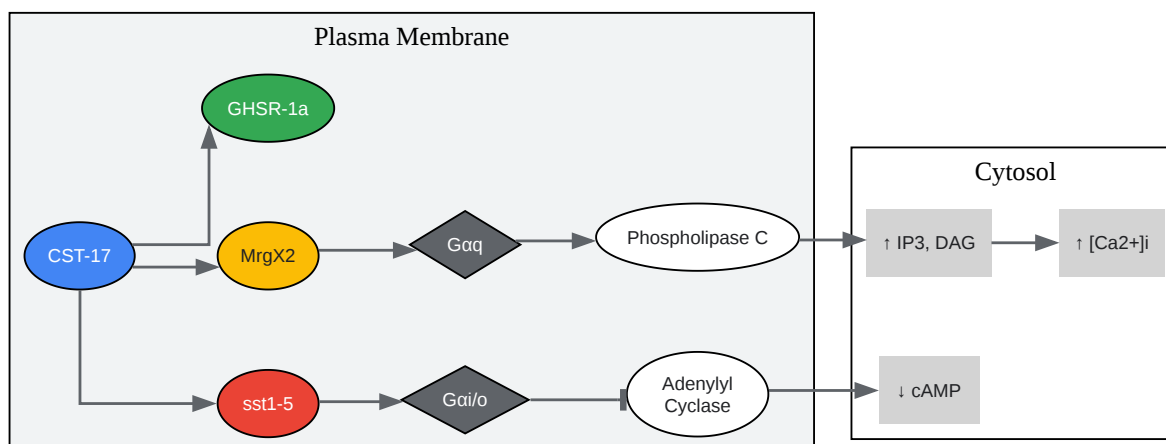 Plasma Membrane
GHSR-1a
Cytosol
CST-17
MrgX2
Gαq
Phospholipase C
↑ IP3, DAG
↑ [Ca2+]i
sst1-5
Gαi/o
Adenylyl
Cyclase
↓ cAMP